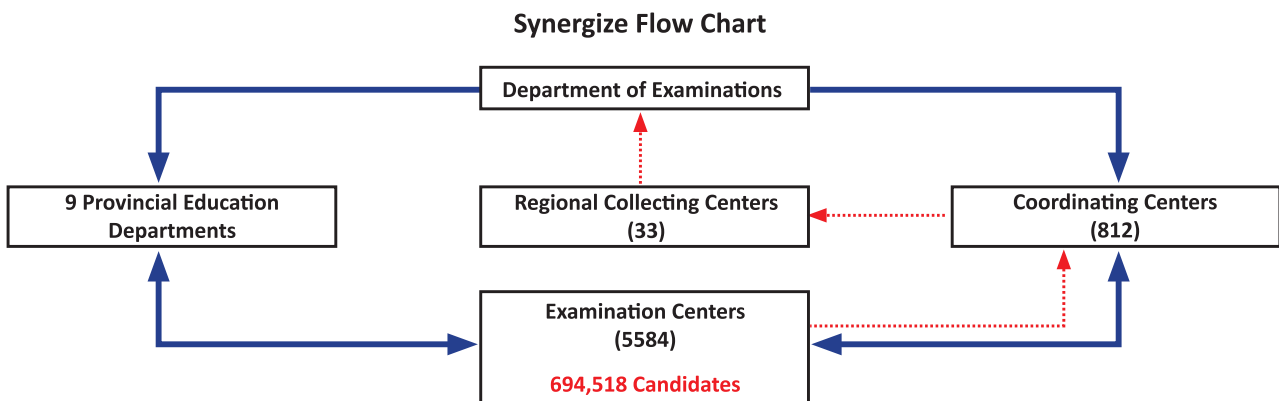 Synergize Flow Chart
Department of Examinations
9 Provincial Education
Departments
Regional Collecting Centers
(33)
Coordinating Centers
(812)
Examination Centers
(5584)
694,518 Candidates